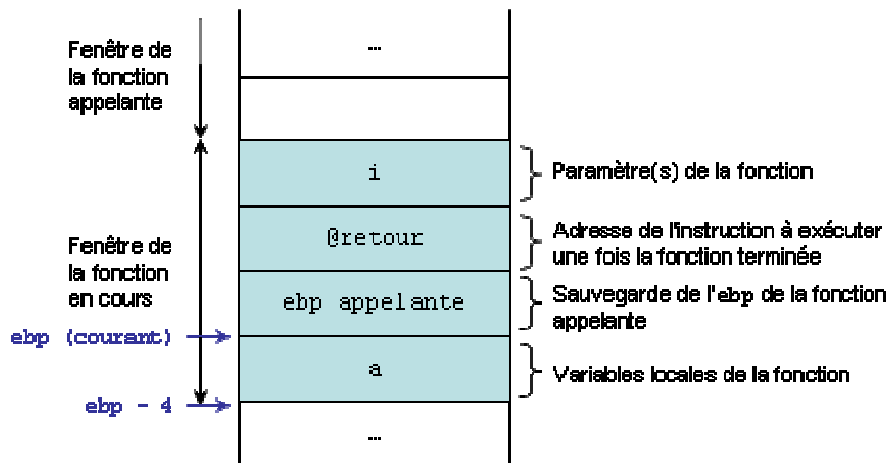 Fenêtre de
la fonction
appelante
...
i
Paramètre(s) de la fonction
@retour
Adresse de l'instruction à exécuter
une fois la fonction terminée
Fenêtre de
la fonction
en cours
ebp appelante
Sauvegarde de l'ebp de la fonction
appelante
ebp (courant)
a
Variables locales de la fonction
ebp - 4
...